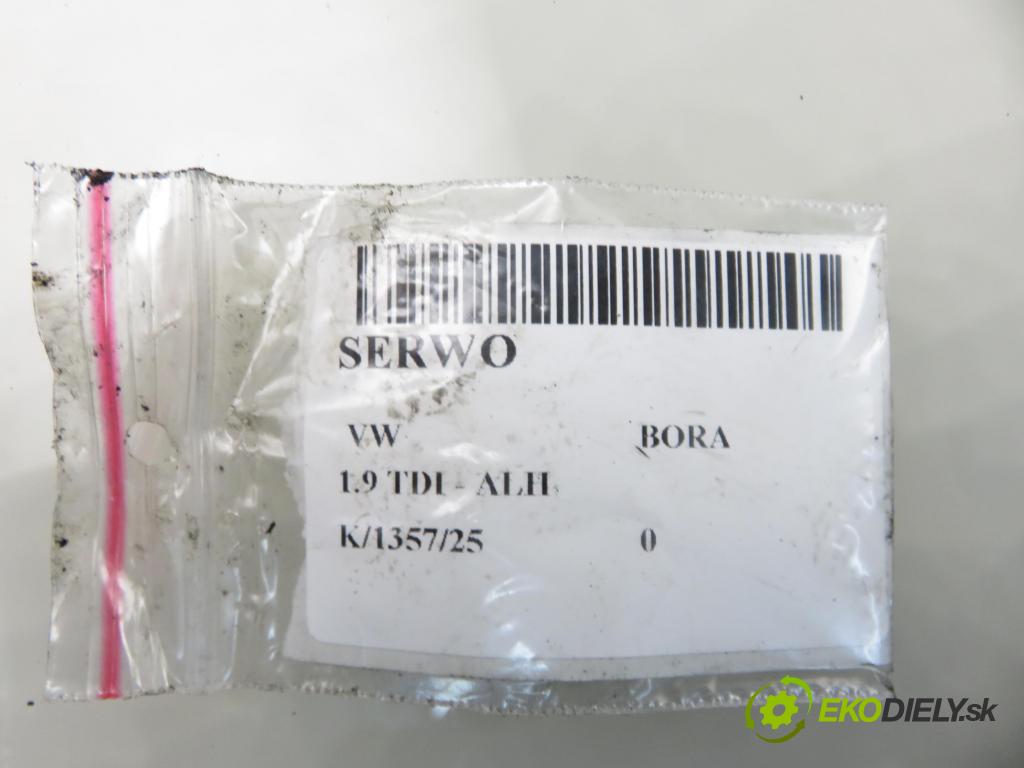 SERWO
VW BORA
1.9 TDI - ALH
K/1357/25 0
EKODIELY.sk